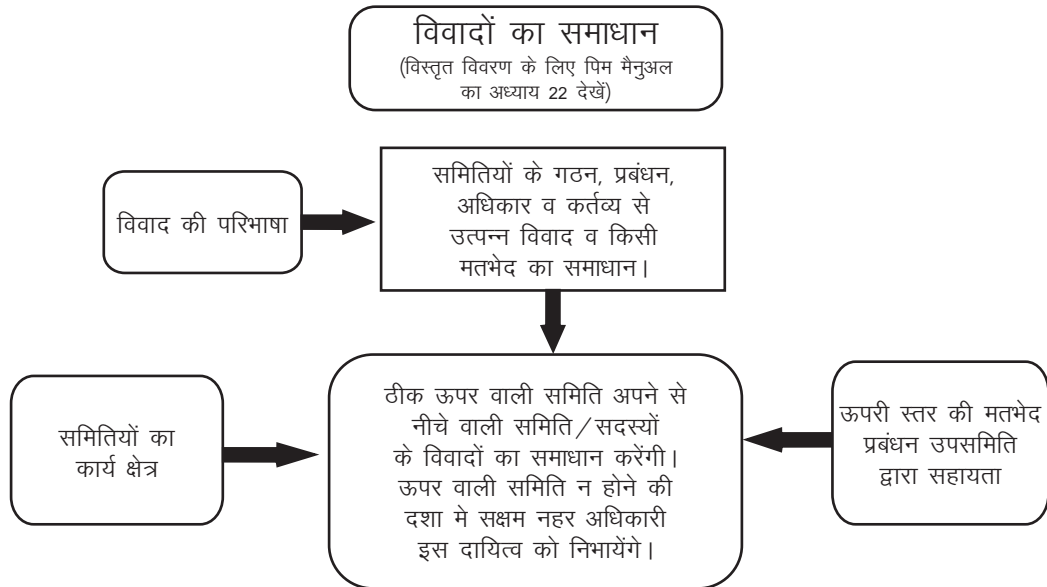 विवादों का समाधान
(विस्तृत विवरण के लिए पिम मैनुअल
का अध्याय 22 देखें)
विवाद की परिभाषा
समितियों के गठन, प्रबंधन,
अधिकार व कर्तव्य से
उत्पन्न विवाद व किसी
मतभेद का समाधान।
समितियों का
कार्य क्षेत्र
ठीक ऊपर वाली समिति अपने से
नीचे वाली समिति/सदस्यों
के विवादों का समाधान करेंगी।
ऊपर वाली समिति न होने की
दशा मे सक्षम नहर अधिकारी
इस दायित्व को निभायेंगे।
ऊपरी स्तर की मतभेद
प्रबंधन उपसमिति
द्वारा सहायता